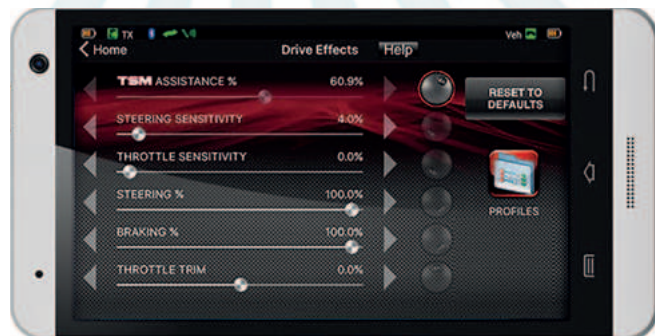 TX
Veh
Home
Drive Effects
Help
TSM ASSISTANCE %
60.9%
RESET TO
DEFAULTS
STEERING SENSITIVITY
4.0%
THROTTLE SENSITIVITY
0.0%
STEERING %
100.0%
PROFILES
BRAKING %
100.0%
THROTTLE TRIM
0.0%